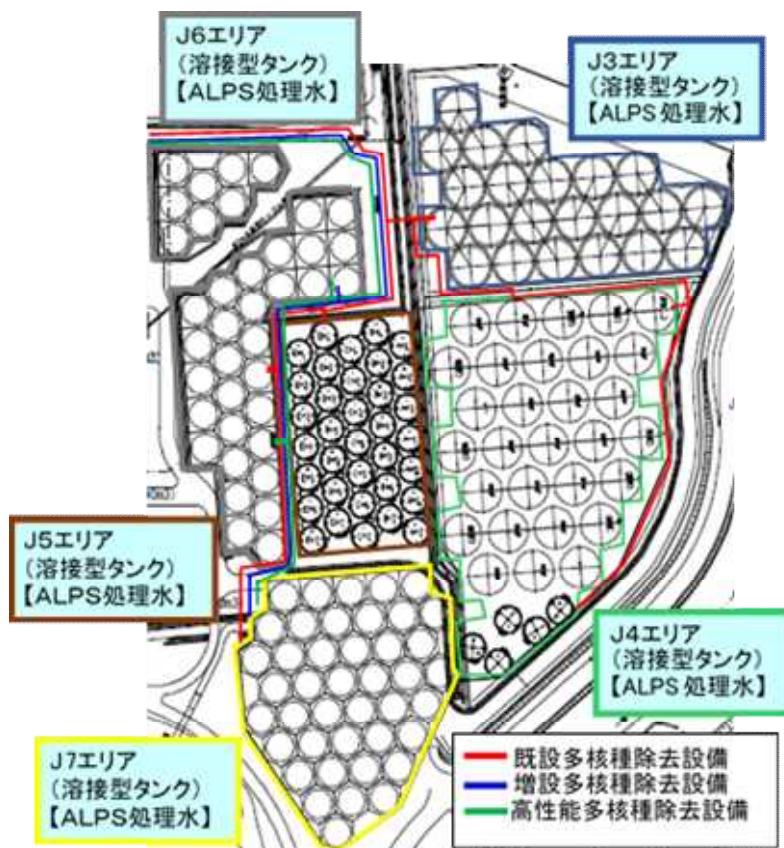 J6エリア
(溶接型タンク)
【ALPS処理水】
J3エリア
(溶接型タンク)
【ALPS処理水】
J5エリア
(溶接型タンク)
【ALPS処理水】
J4エリア
(溶接型タンク)
【ALPS処理水】
J7エリア
(溶接型タンク)
【ALPS処理水】
既設多核種除去設備
増設多核種除去設備
高性能多核種除去設備